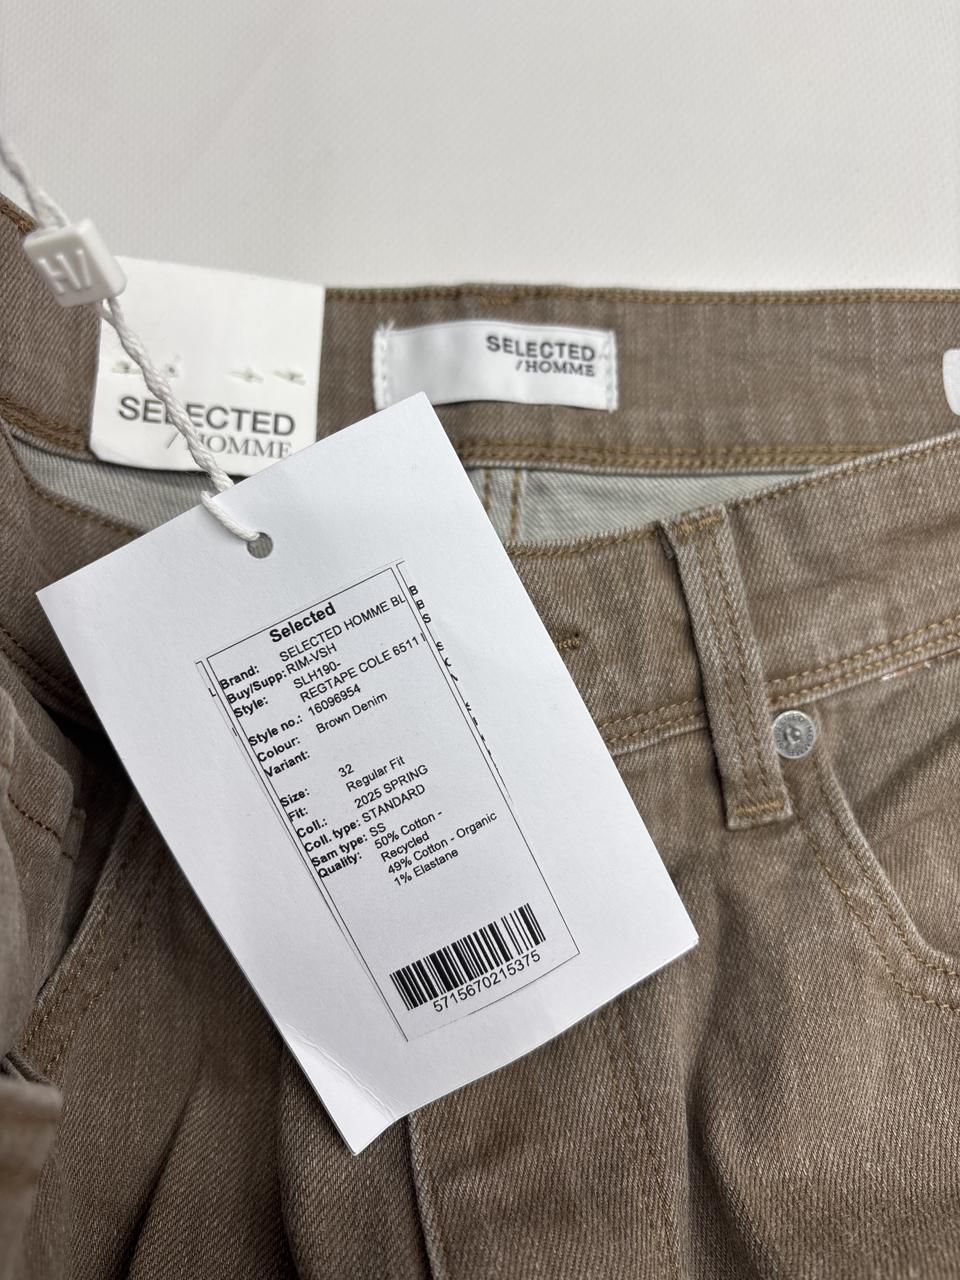 H/
SELECTED
/HOMME
SELECTED
/HOMME
Selected
Brand: SELECTED HOMME BL
Buy/Supp: RIM-VSH
Style: SLH190-
REGTAPE COLE 6511
Style no.: 16096954
Colour: Brown Denim
Variant:
Size: 32
Fit: Regular Fit
Coll.: 2025 SPRING
Coll. type: STANDARD
Sam type: SS
Quality: 50% Cotton -
Recycled
49% Cotton - Organic
1% Elastane
5715670215375